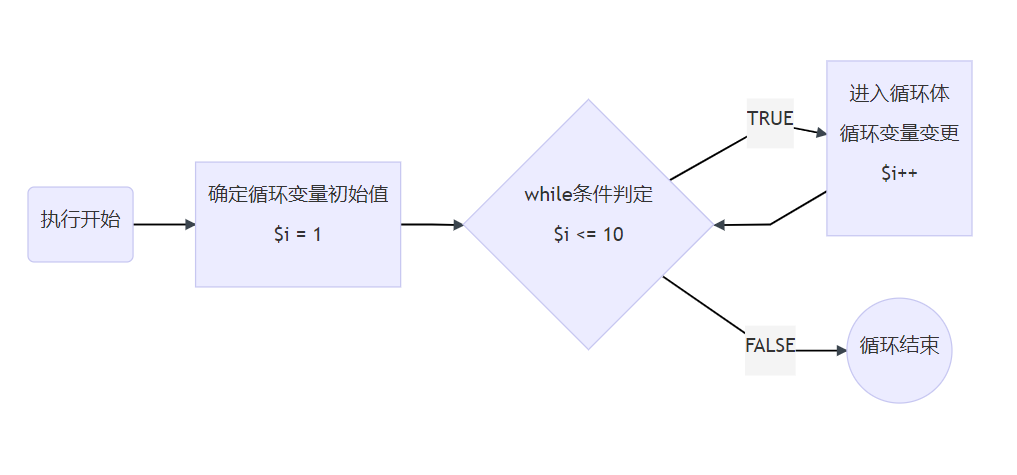 执行开始
确定循环变量初始值
$i = 1
while条件判定
$i <= 10
TRUE
进入循环体
循环变量变更
$i++
FALSE
循环结束